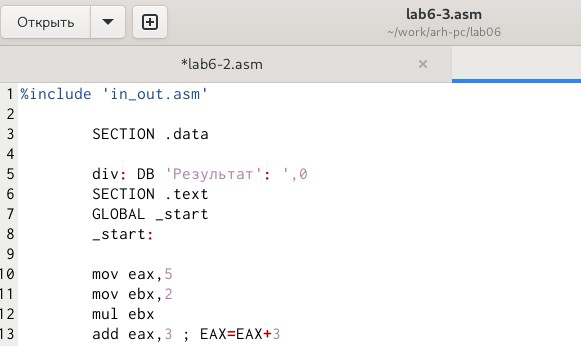 Открыть
lab6-3.asm
~/work/arh-pc/lab06
*lab6-2.asm
1 %include 'in_out.asm'
2
3 SECTION .data
4
5 div: DB 'Результат': ',0
6 SECTION .text
7 GLOBAL _start
8 _start:
9
10 mov eax,5
11 mov ebx,2
12 mul ebx
13 add eax,3 ; EAX=EAX+3